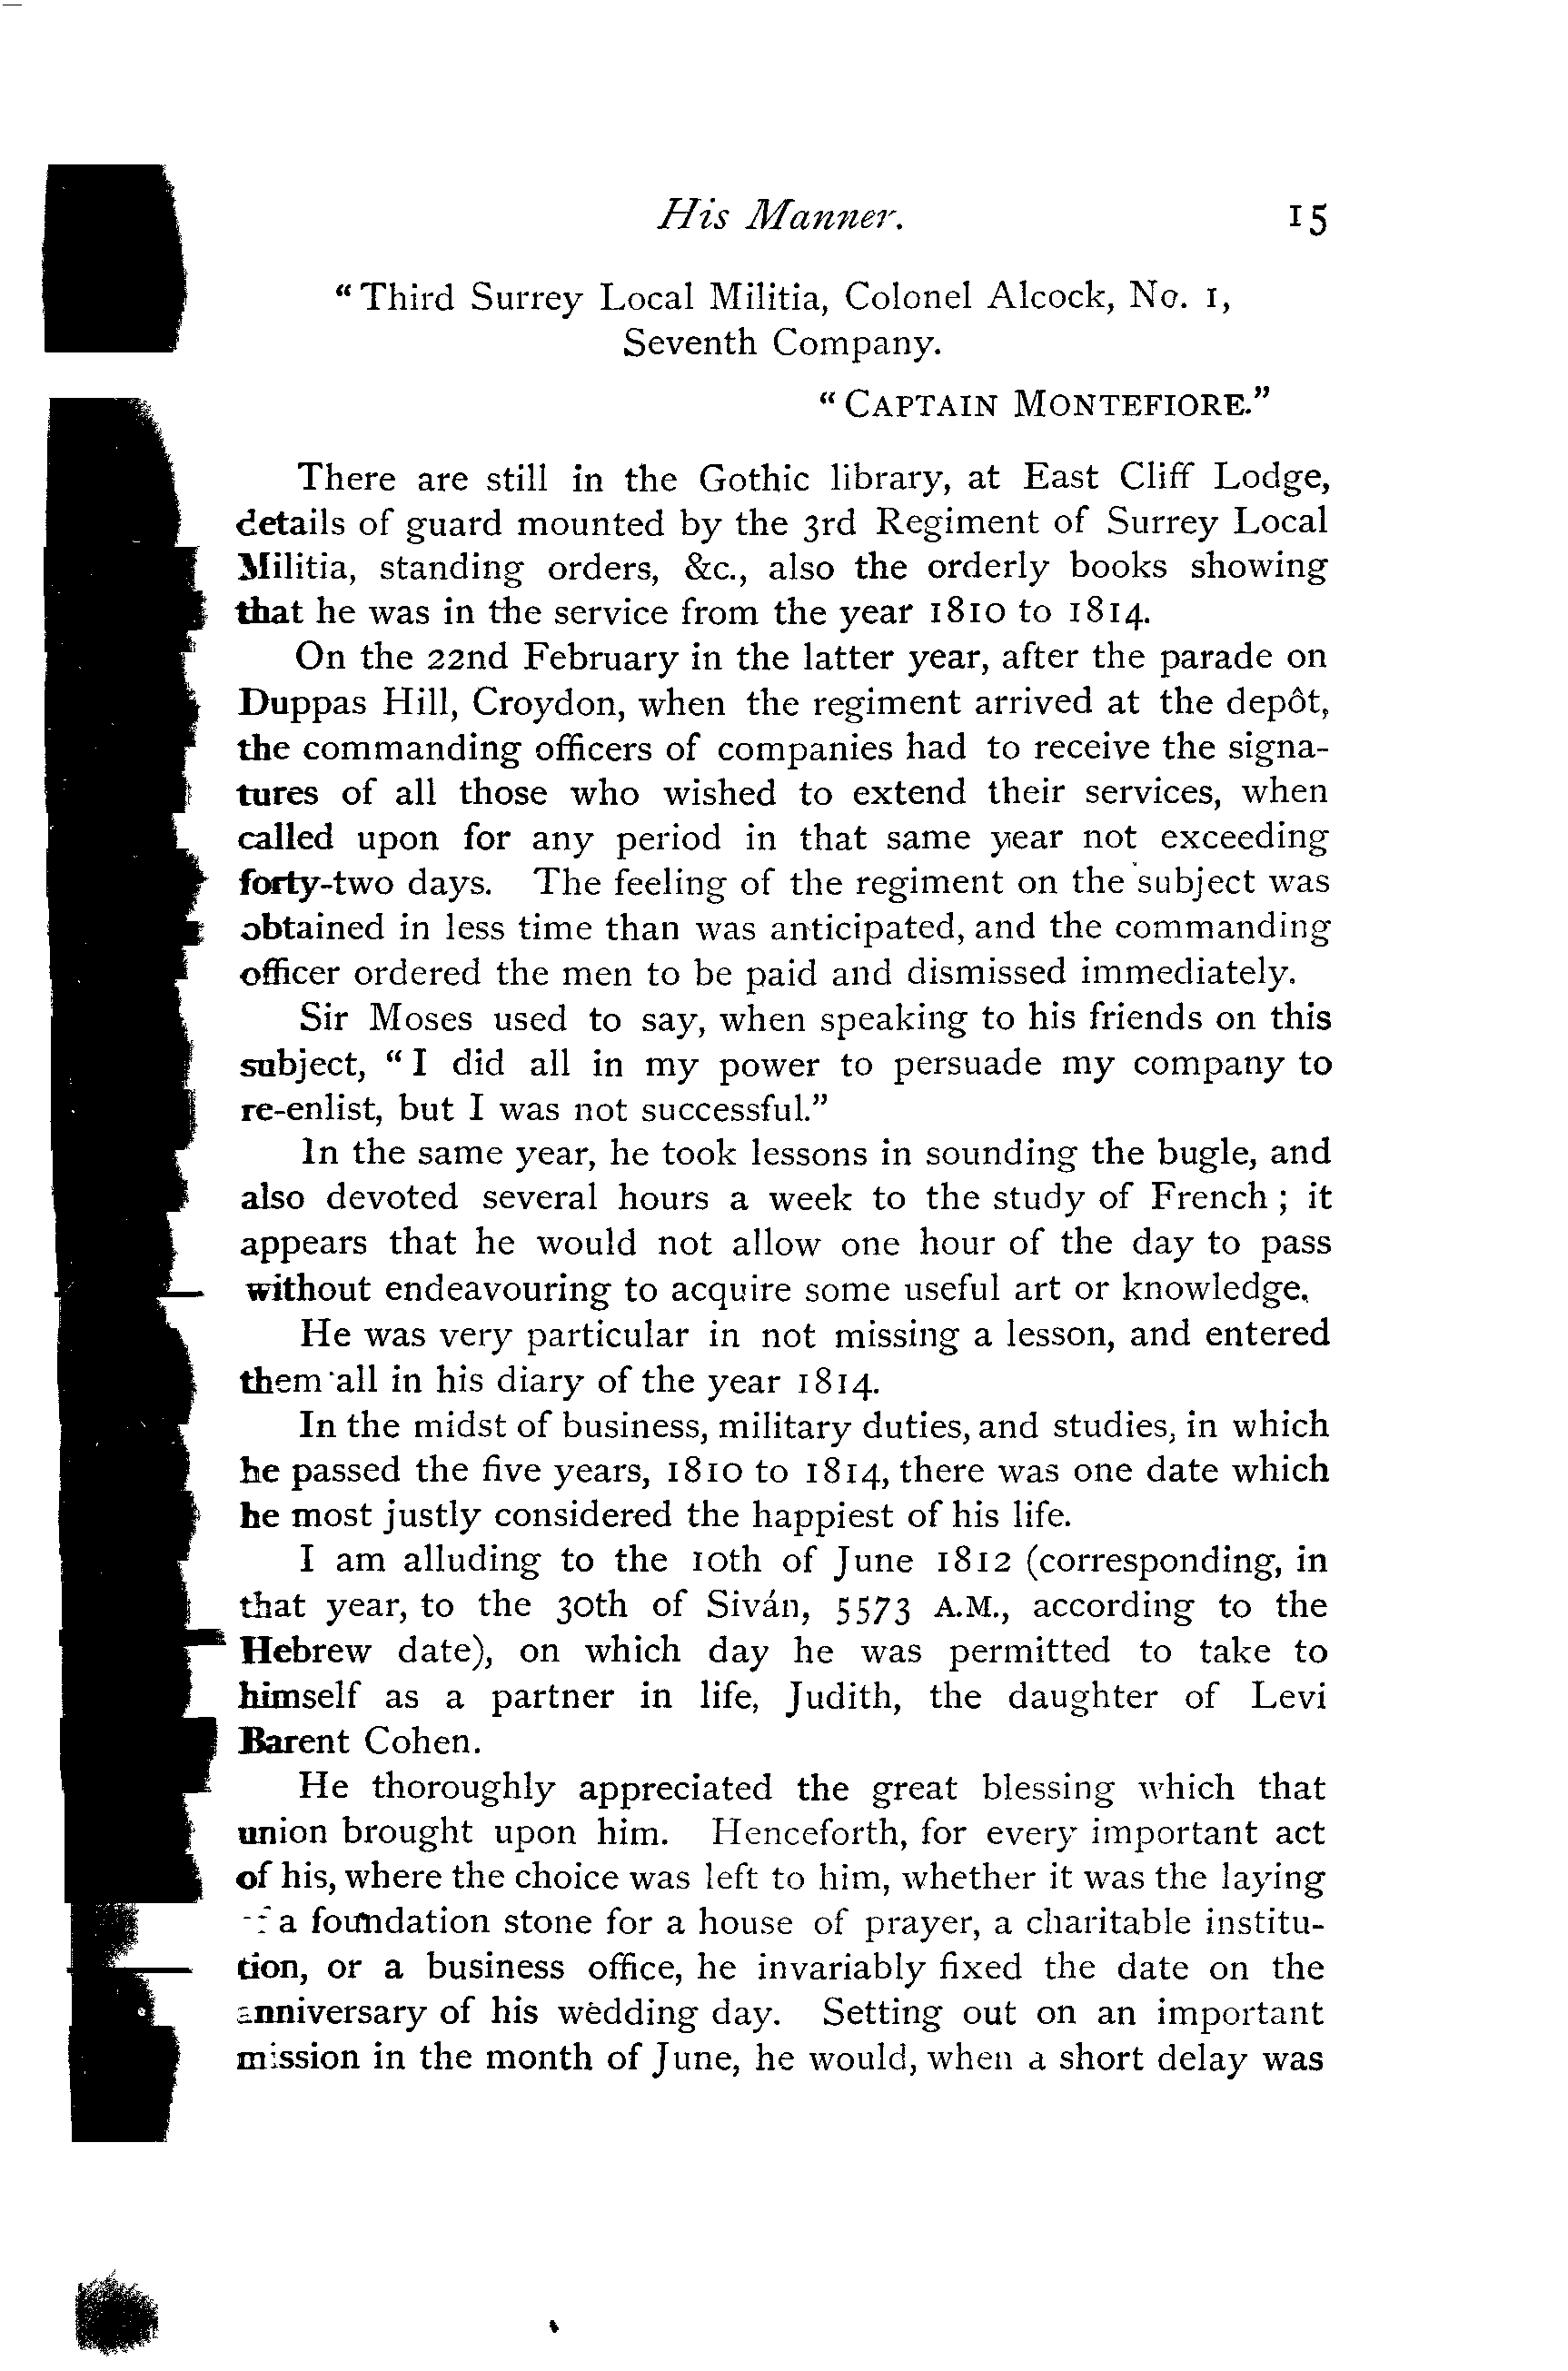 His Manner. 15
“Third Surrey Local Militia, Colonel Alcock, No. 1,
Seventh Company.
“CAPTAIN MONTEFIORE.”
There are still in the Gothic library, at East Cliff Lodge,
details of guard mounted by the 3rd Regiment of Surrey Local
Militia, standing orders, &c., also the orderly books showing
that he was in the service from the year 1810 to 1814.
On the 22nd February in the latter year, after the parade on
Duppas Hill, Croydon, when the regiment arrived at the depôt,
the commanding officers of companies had to receive the signa-
tures of all those who wished to extend their services, when
called upon for any period in that same year not exceeding
forty-two days. The feeling of the regiment on the subject was
obtained in less time than was anticipated, and the commanding
officer ordered the men to be paid and dismissed immediately.
Sir Moses used to say, when speaking to his friends on this
subject, “I did all in my power to persuade my company to
re-enlist, but I was not successful.”
In the same year, he took lessons in sounding the bugle, and
also devoted several hours a week to the study of French ; it
appears that he would not allow one hour of the day to pass
without endeavouring to acquire some useful art or knowledge.
He was very particular in not missing a lesson, and entered
them all in his diary of the year 1814.
In the midst of business, military duties, and studies, in which
he passed the five years, 1810 to 1814, there was one date which
he most justly considered the happiest of his life.
I am alluding to the 10th of June 1812 (corresponding, in
that year, to the 30th of Siván, 5573 A.M., according to the
Hebrew date), on which day he was permitted to take to
himself as a partner in life, Judith, the daughter of Levi
Barent Cohen.
He thoroughly appreciated the great blessing which that
union brought upon him. Henceforth, for every important act
of his, where the choice was left to him, whether it was the laying
of a foundation stone for a house of prayer, a charitable institu-
tion, or a business office, he invariably fixed the date on the
anniversary of his wedding day. Setting out on an important
mission in the month of June, he would, when a short delay was